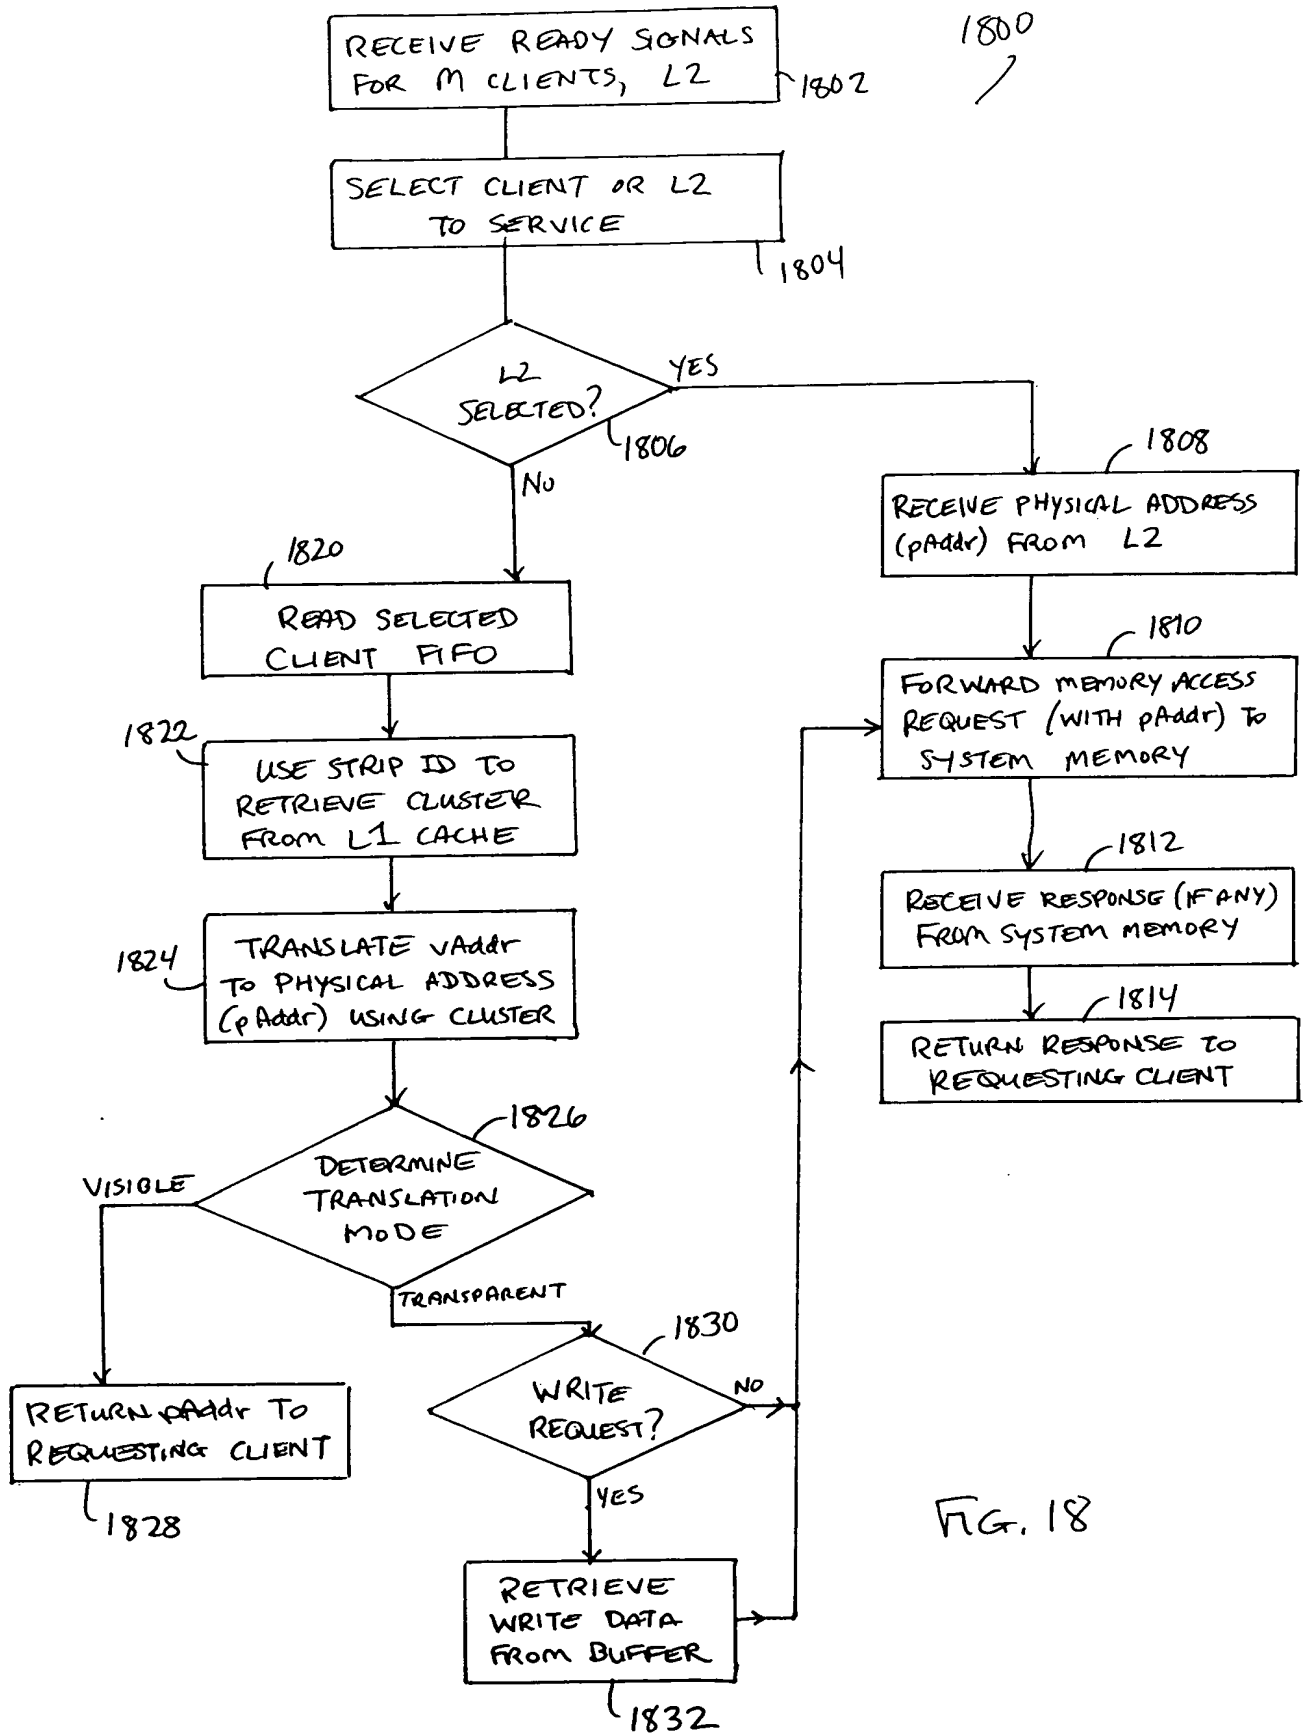 1800
RECEIVE READY SIGNALS
FOR M CLIENTS, L2
1802
SELECT CLIENT OR L2
TO SERVICE
1804
L2
SELECTED?
1806
YES
NO
1808
RECEIVE PHYSICAL ADDRESS
(pAddr) FROM L2
1810
FORWARD MEMORY ACCESS
REQUEST (WITH pAddr) TO
SYSTEM MEMORY
1812
RECEIVE RESPONSE (IF ANY)
FROM SYSTEM MEMORY
1814
RETURN RESPONSE TO
REQUESTING CLIENT
1820
READ SELECTED
CLIENT FIFO
1822
USE STRIP ID TO
RETRIEVE CLUSTER
FROM L1 CACHE
1824
TRANSLATE vAddr
TO PHYSICAL ADDRESS
(pAddr) USING CLUSTER
1826
DETERMINE
TRANSLATION
MODE
VISIBLE
TRANSPARENT
RETURN pAddr TO
REQUESTING CLIENT
1828
1830
WRITE
REQUEST?
NO
YES
RETRIEVE
WRITE DATA
FROM BUFFER
1832
FIG. 18